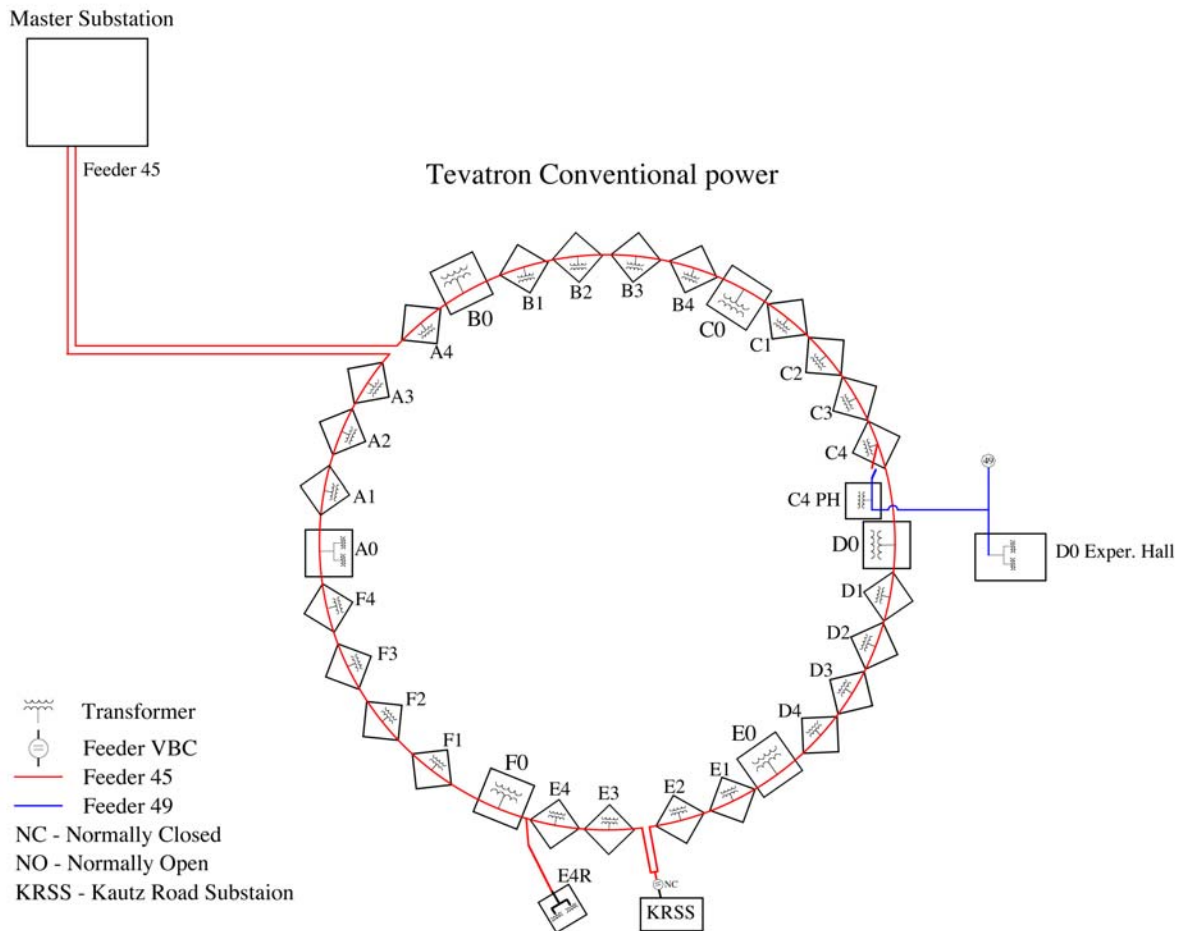 Master Substation
Feeder 45
Tevatron Conventional power
B0
B1
B2
B3
B4
C0
A4
C1
A3
C2
A2
C3
C4
49
A1
C4 PH
A0
D0
D0 Exper. Hall
F4
D1
D2
F3
D3
F2
D4
F1
E0
F0
E4
E3
E2
E1
Transformer
Feeder VBC
Feeder 45
Feeder 49
NC - Normally Closed
NO - Normally Open
KRSS - Kautz Road Substaion
E4R
NC
KRSS